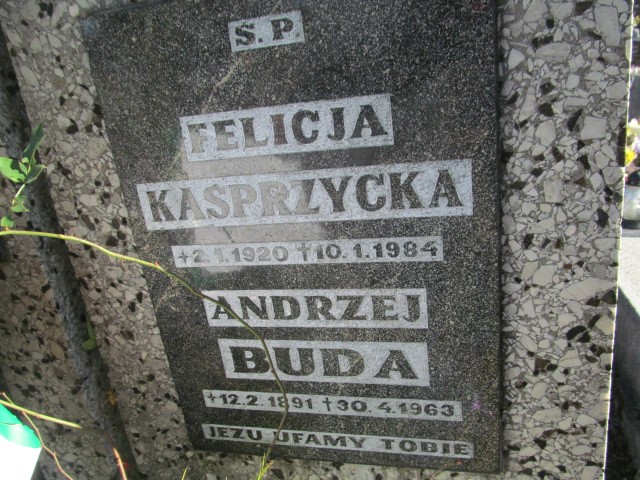 Ś.P.
FELICJA
KASPRZYCKA
+2.1.1920 †10.1.1984
ANDRZEJ
BUDA
+12.2.1891 †30.4.1963
JEZU UFAMY TOBIE